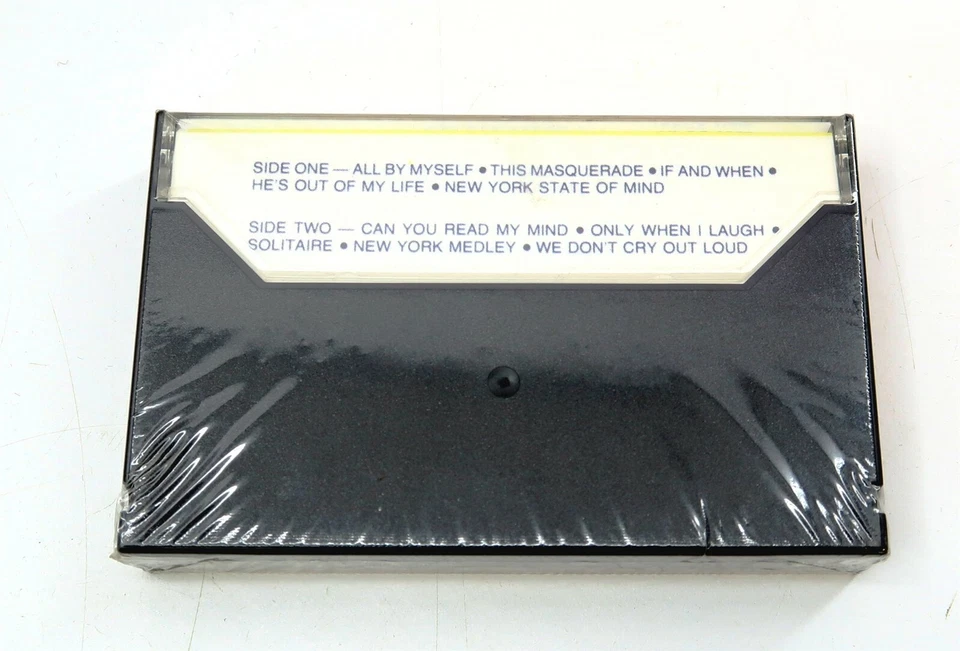 SIDE ONE — ALL BY MYSELF • THIS MASQUERADE • IF AND WHEN •
HE'S OUT OF MY LIFE • NEW YORK STATE OF MIND
SIDE TWO — CAN YOU READ MY MIND • ONLY WHEN I LAUGH •
SOLITAIRE • NEW YORK MEDLEY • WE DON'T CRY OUT LOUD